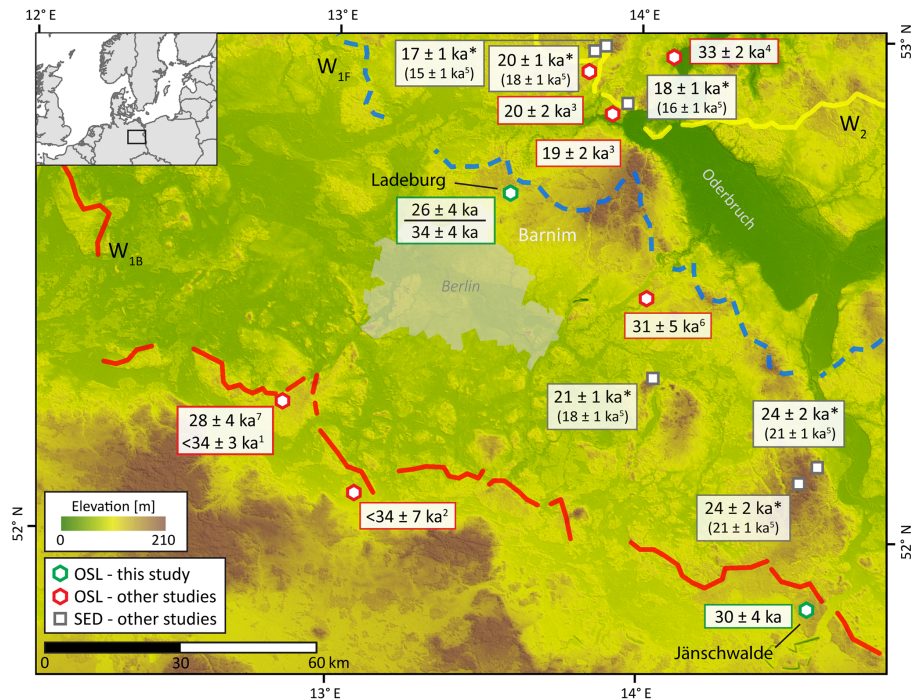 12° E
13° E
14° E
53° N
53° N
W1F
17 ± 1 ka*
(15 ± 1 ka⁵)
20 ± 1 ka*
(18 ± 1 ka⁵)
33 ± 2 ka⁴
18 ± 1 ka*
(16 ± 1 ka⁵)
20 ± 2 ka³
W2
19 ± 2 ka³
Ladeburg
Oderbruch
26 ± 4 ka
34 ± 4 ka
Barnim
W1B
Berlin
31 ± 5 ka⁶
21 ± 1 ka*
(18 ± 1 ka⁵)
28 ± 4 ka⁷
<34 ± 3 ka¹
24 ± 2 ka*
(21 ± 1 ka⁵)
<34 ± 7 ka²
24 ± 2 ka*
(21 ± 1 ka⁵)
52° N
52° N
Elevation [m]
0 210
OSL - this study
OSL - other studies
SED - other studies
30 ± 4 ka
Jänschwalde
0 30 60 km
13° E
14° E